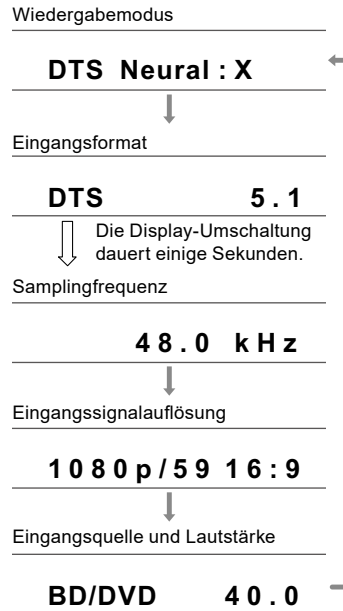 Wiedergabemodus
DTS Neural : X
Eingangsformat
DTS 5.1
Die Display-Umschaltung
dauert einige Sekunden.
Samplingfrequenz
48.0 kHz
Eingangssignalauflösung
1080p/59 16:9
Eingangsquelle und Lautstärke
BD/DVD 40.0